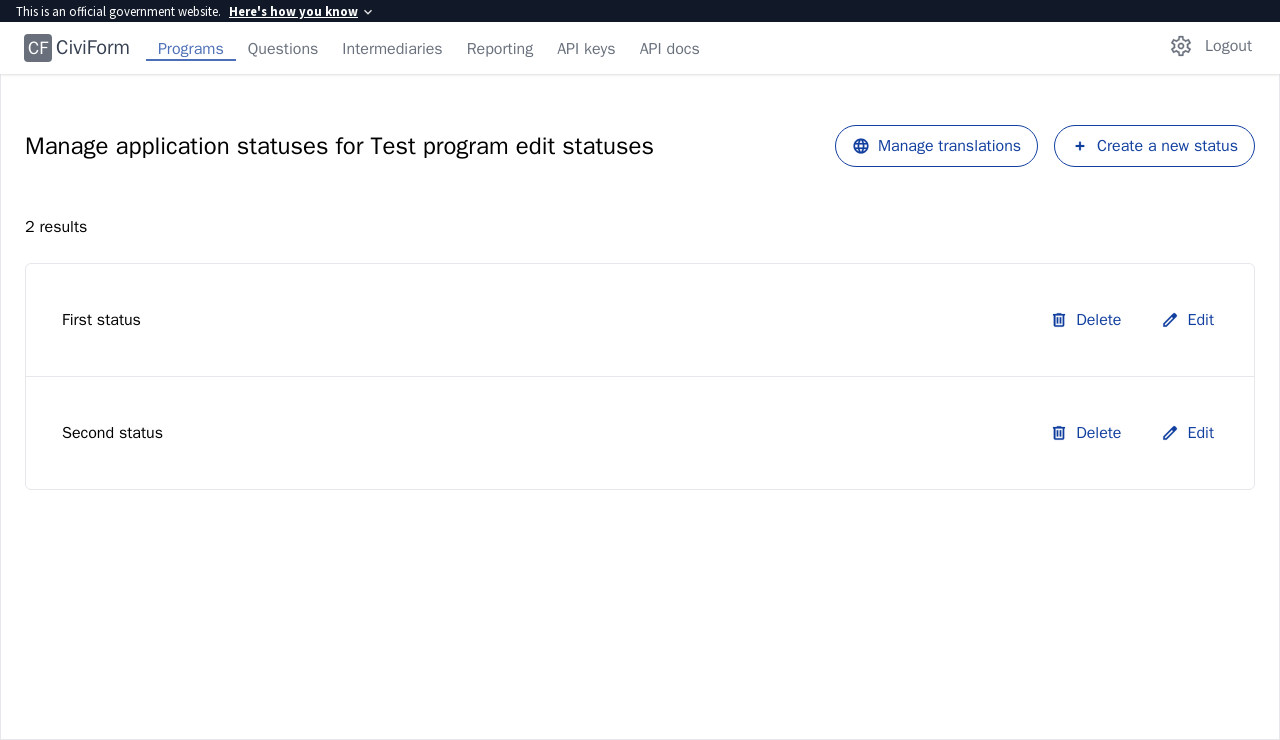 This is an official government website. Here's how you know
CF CiviForm Programs Questions Intermediaries Reporting API keys API docs Logout
Manage application statuses for Test program edit statuses Manage translations Create a new status
2 results
First status Delete Edit
Second status Delete Edit